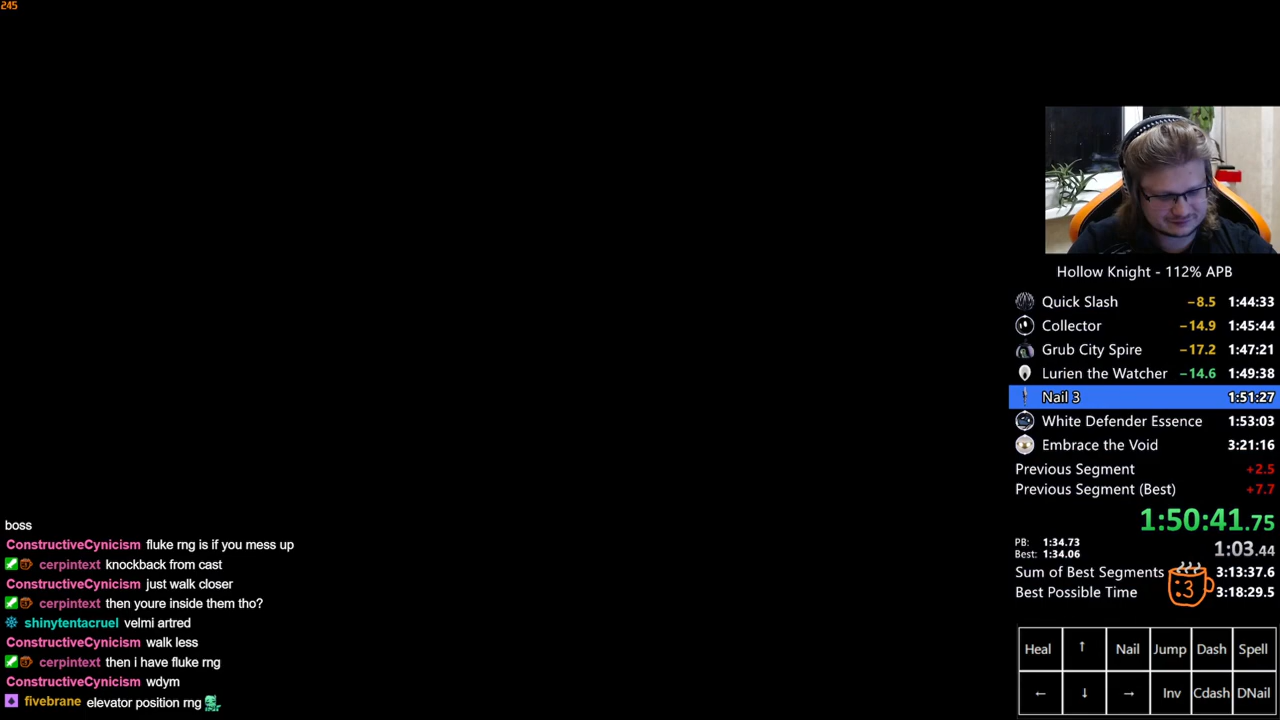 245
Hollow Knight - 112% APB
Quick Slash −8.5 1:44:33
Collector −14.9 1:45:44
Grub City Spire −17.2 1:47:21
Lurien the Watcher −14.6 1:49:38
Nail 3 1:51:27
White Defender Essence 1:53:03
Embrace the Void 3:21:16
Previous Segment +2.5
Previous Segment (Best) +7.7
1:50:41.75
PB: 1:34.73
Best: 1:34.06
1:03.44
Sum of Best Segments 3:13:37.6
Best Possible Time 3:18:29.5
:3
Heal ↑ Nail Jump Dash Spell
← ↓ → Inv Cdash DNail
boss
ConstructiveCynicism fluke rng is if you mess up
cerpintext knockback from cast
ConstructiveCynicism just walk closer
cerpintext then youre inside them tho?
shinytentacruel velmi artred
ConstructiveCynicism walk less
cerpintext then i have fluke rng
ConstructiveCynicism wdym
fivebrane elevator position rng